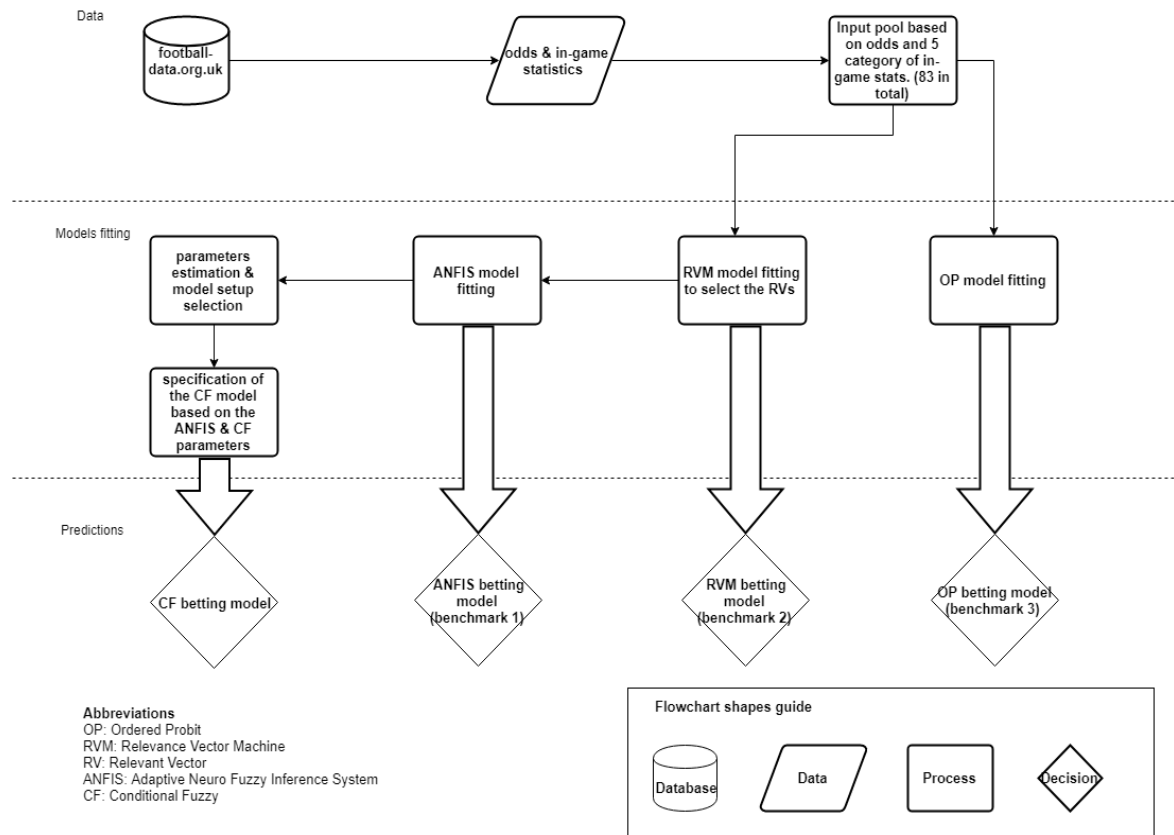 Data
football-
data.org.uk
odds & in-game
statistics
Input pool based
on odds and 5
category of in-
game stats. (83 in
total)
Models fitting
parameters
estimation &
model setup
selection
ANFIS model
fitting
RVM model fitting
to select the RVs
OP model fitting
specification of
the CF model
based on the
ANFIS & CF
parameters
Predictions
CF betting model
ANFIS betting
model
(benchmark 1)
RVM betting
model
(benchmark 2)
OP betting model
(benchmark 3)
Abbreviations
OP: Ordered Probit
RVM: Relevance Vector Machine
RV: Relevant Vector
ANFIS: Adaptive Neuro Fuzzy Inference System
CF: Conditional Fuzzy
Flowchart shapes guide
Database
Data
Process
Decision